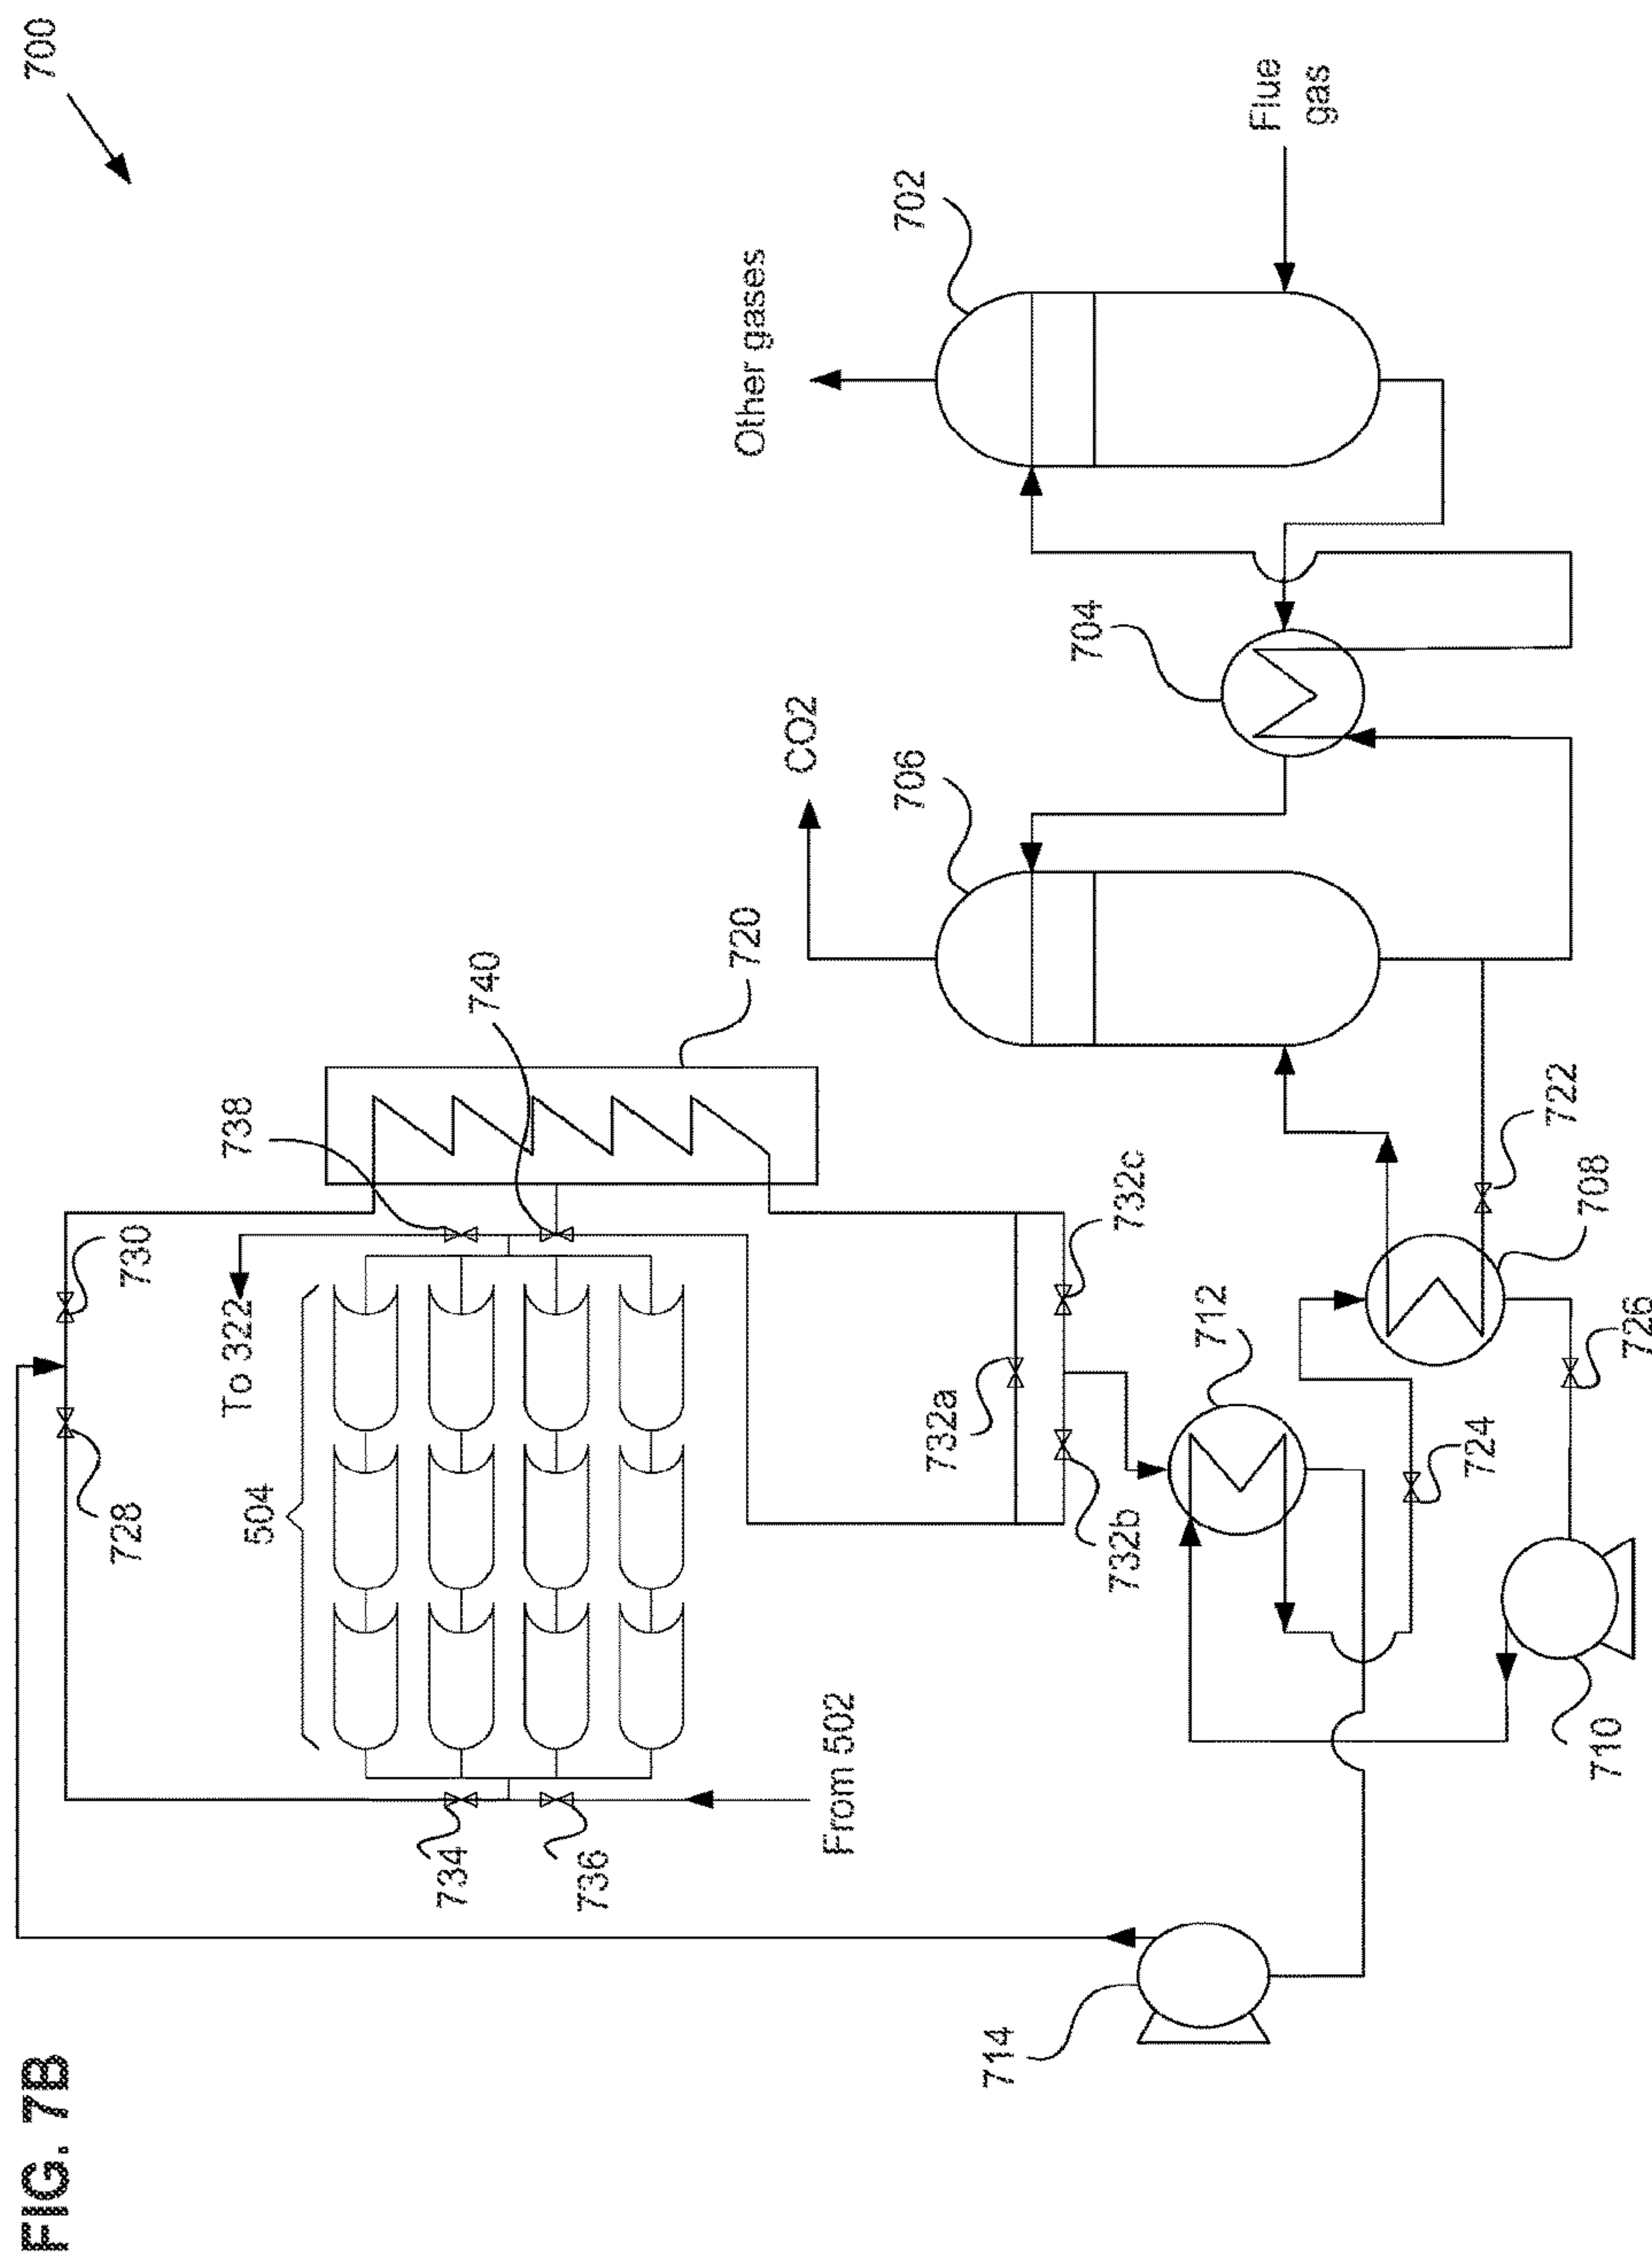 FIG. 7B
700
730
728
To 322
504
738
740
720
734
736
From 502
CO2
Other gases
702
706
704
Flue
gas
732a
732b
732c
712
722
708
724
726
714
710